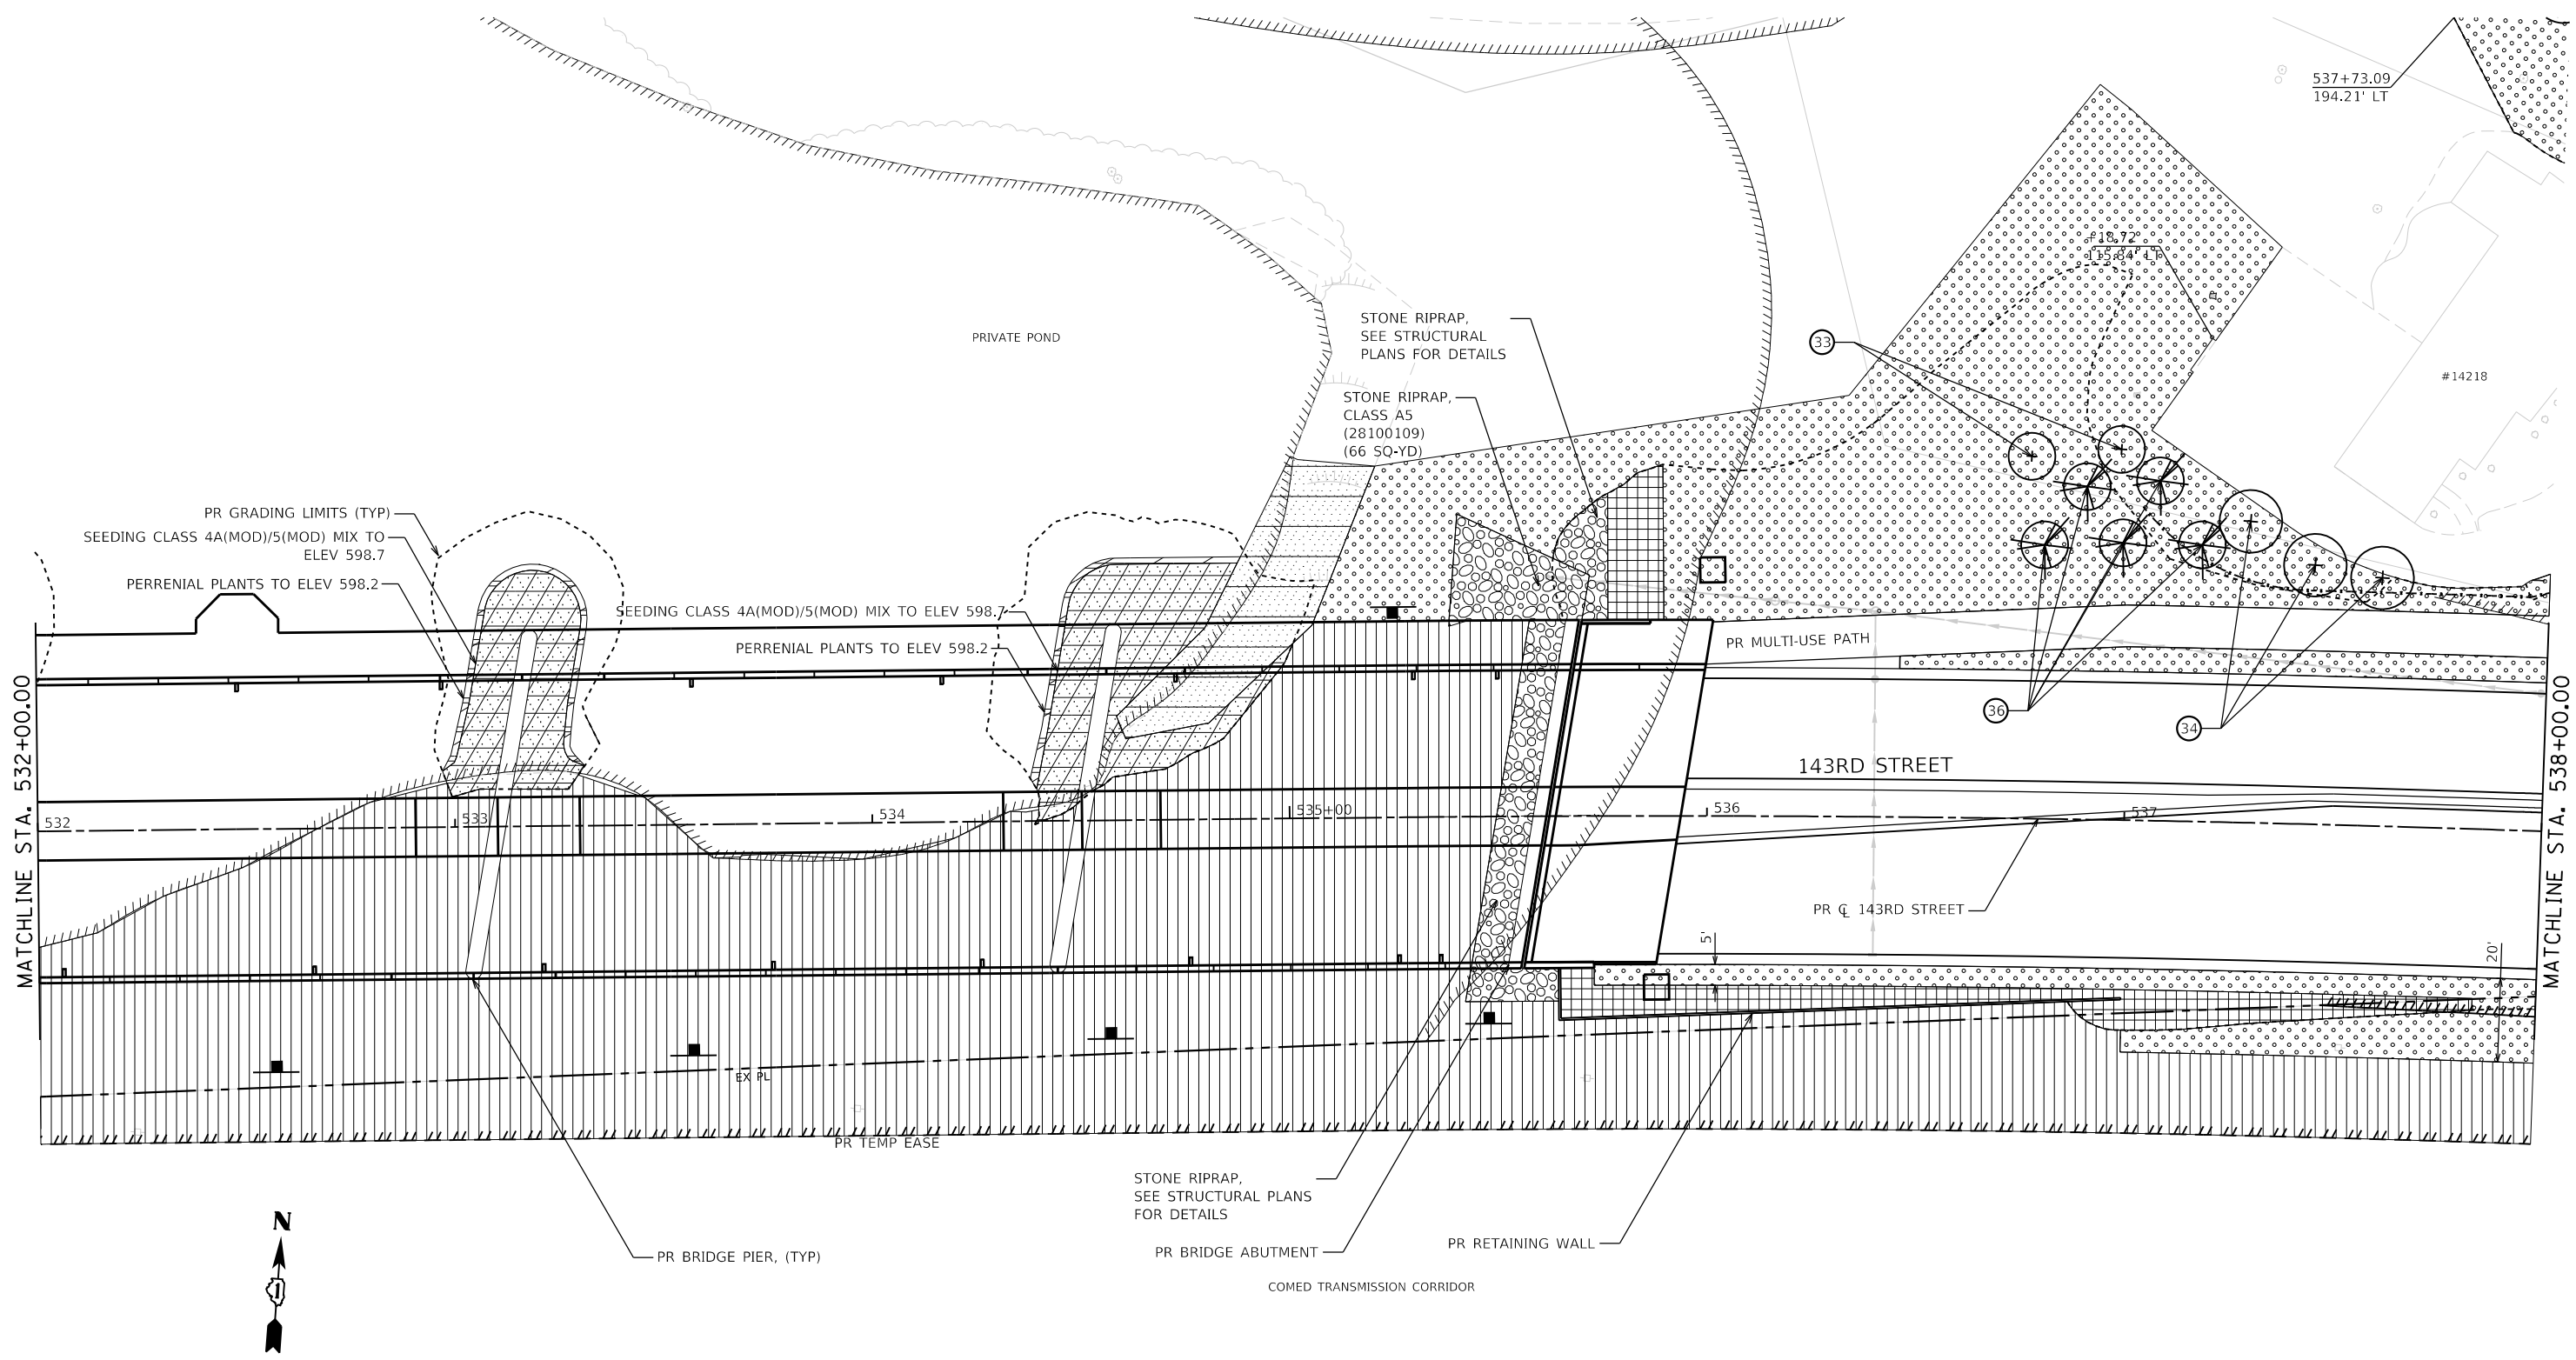 537+73.09
194.21' LT
+18.72
115.84' LT
PRIVATE POND
STONE RIPRAP,
SEE STRUCTURAL
PLANS FOR DETAILS
33
#14218
STONE RIPRAP,
CLASS A5
(28100109)
(66 SQ-YD)
PR GRADING LIMITS (TYP)
SEEDING CLASS 4A(MOD)/5(MOD) MIX TO
ELEV 598.7
PERRENIAL PLANTS TO ELEV 598.2
SEEDING CLASS 4A(MOD)/5(MOD) MIX TO ELEV 598.7
PERRENIAL PLANTS TO ELEV 598.2
PR MULTI-USE PATH
36
34
MATCHLINE STA. 532+00.00
MATCHLINE STA. 538+00.00
143RD STREET
532
533
534
535+00
536
537
PR ℄ 143RD STREET
5'
20'
EX PL
PR TEMP EASE
STONE RIPRAP,
SEE STRUCTURAL PLANS
FOR DETAILS
PR BRIDGE PIER, (TYP)
PR BRIDGE ABUTMENT
PR RETAINING WALL
COMED TRANSMISSION CORRIDOR
N
1